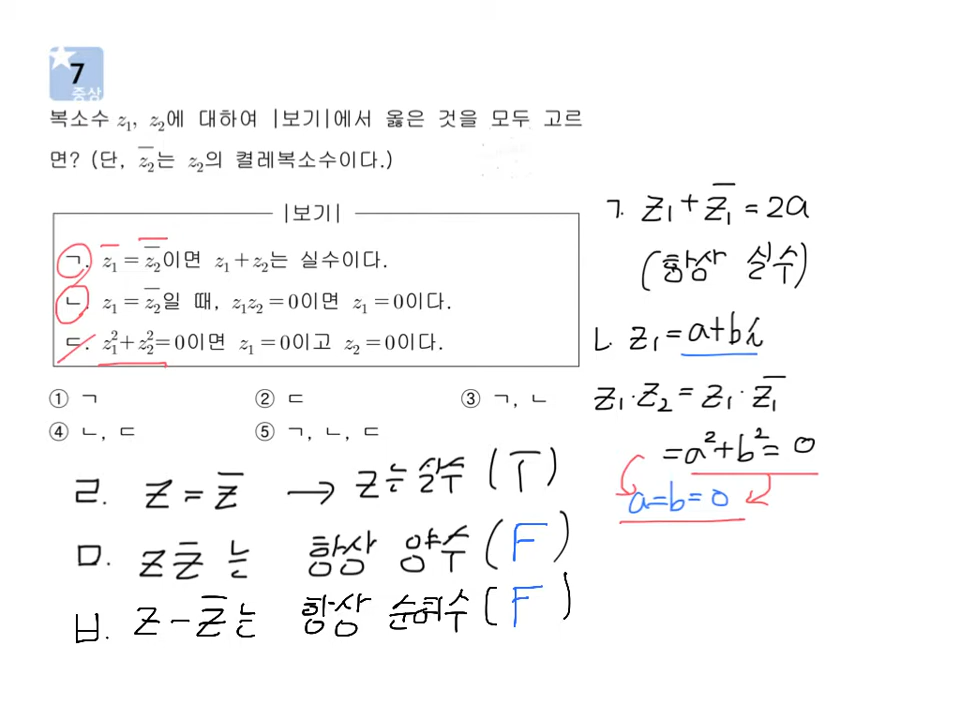 7
중상
복소수 z₁, z₂에 대하여 |보기|에서 옳은 것을 모두 고르
면? (단, z̅₂는 z₂의 켤레복소수이다.)
|보기|
ㄱ. z̅₁ = z̅₂이면 z₁+z₂는 실수이다.
ㄴ. z₁ = z̅₂일 때, z₁z₂ = 0이면 z₁ = 0이다.
ㄷ. z₁²+z₂²=0이면 z₁ = 0이고 z₂ = 0이다.
① ㄱ ② ㄷ ③ ㄱ, ㄴ
④ ㄴ, ㄷ ⑤ ㄱ, ㄴ, ㄷ
ㄹ. z = z̅ → z는 실수 (T)
ㅁ. z z̅ 는 항상 양수 (F)
ㅂ. z − z̅는 항상 순허수 (F)
ㄱ. z₁ + z̅₁ = 2a
(항상 실수)
ㄴ. z₁ = a+bi
z₁·z₂ = z₁·z̅₁
= a²+b² = 0
a=b=0